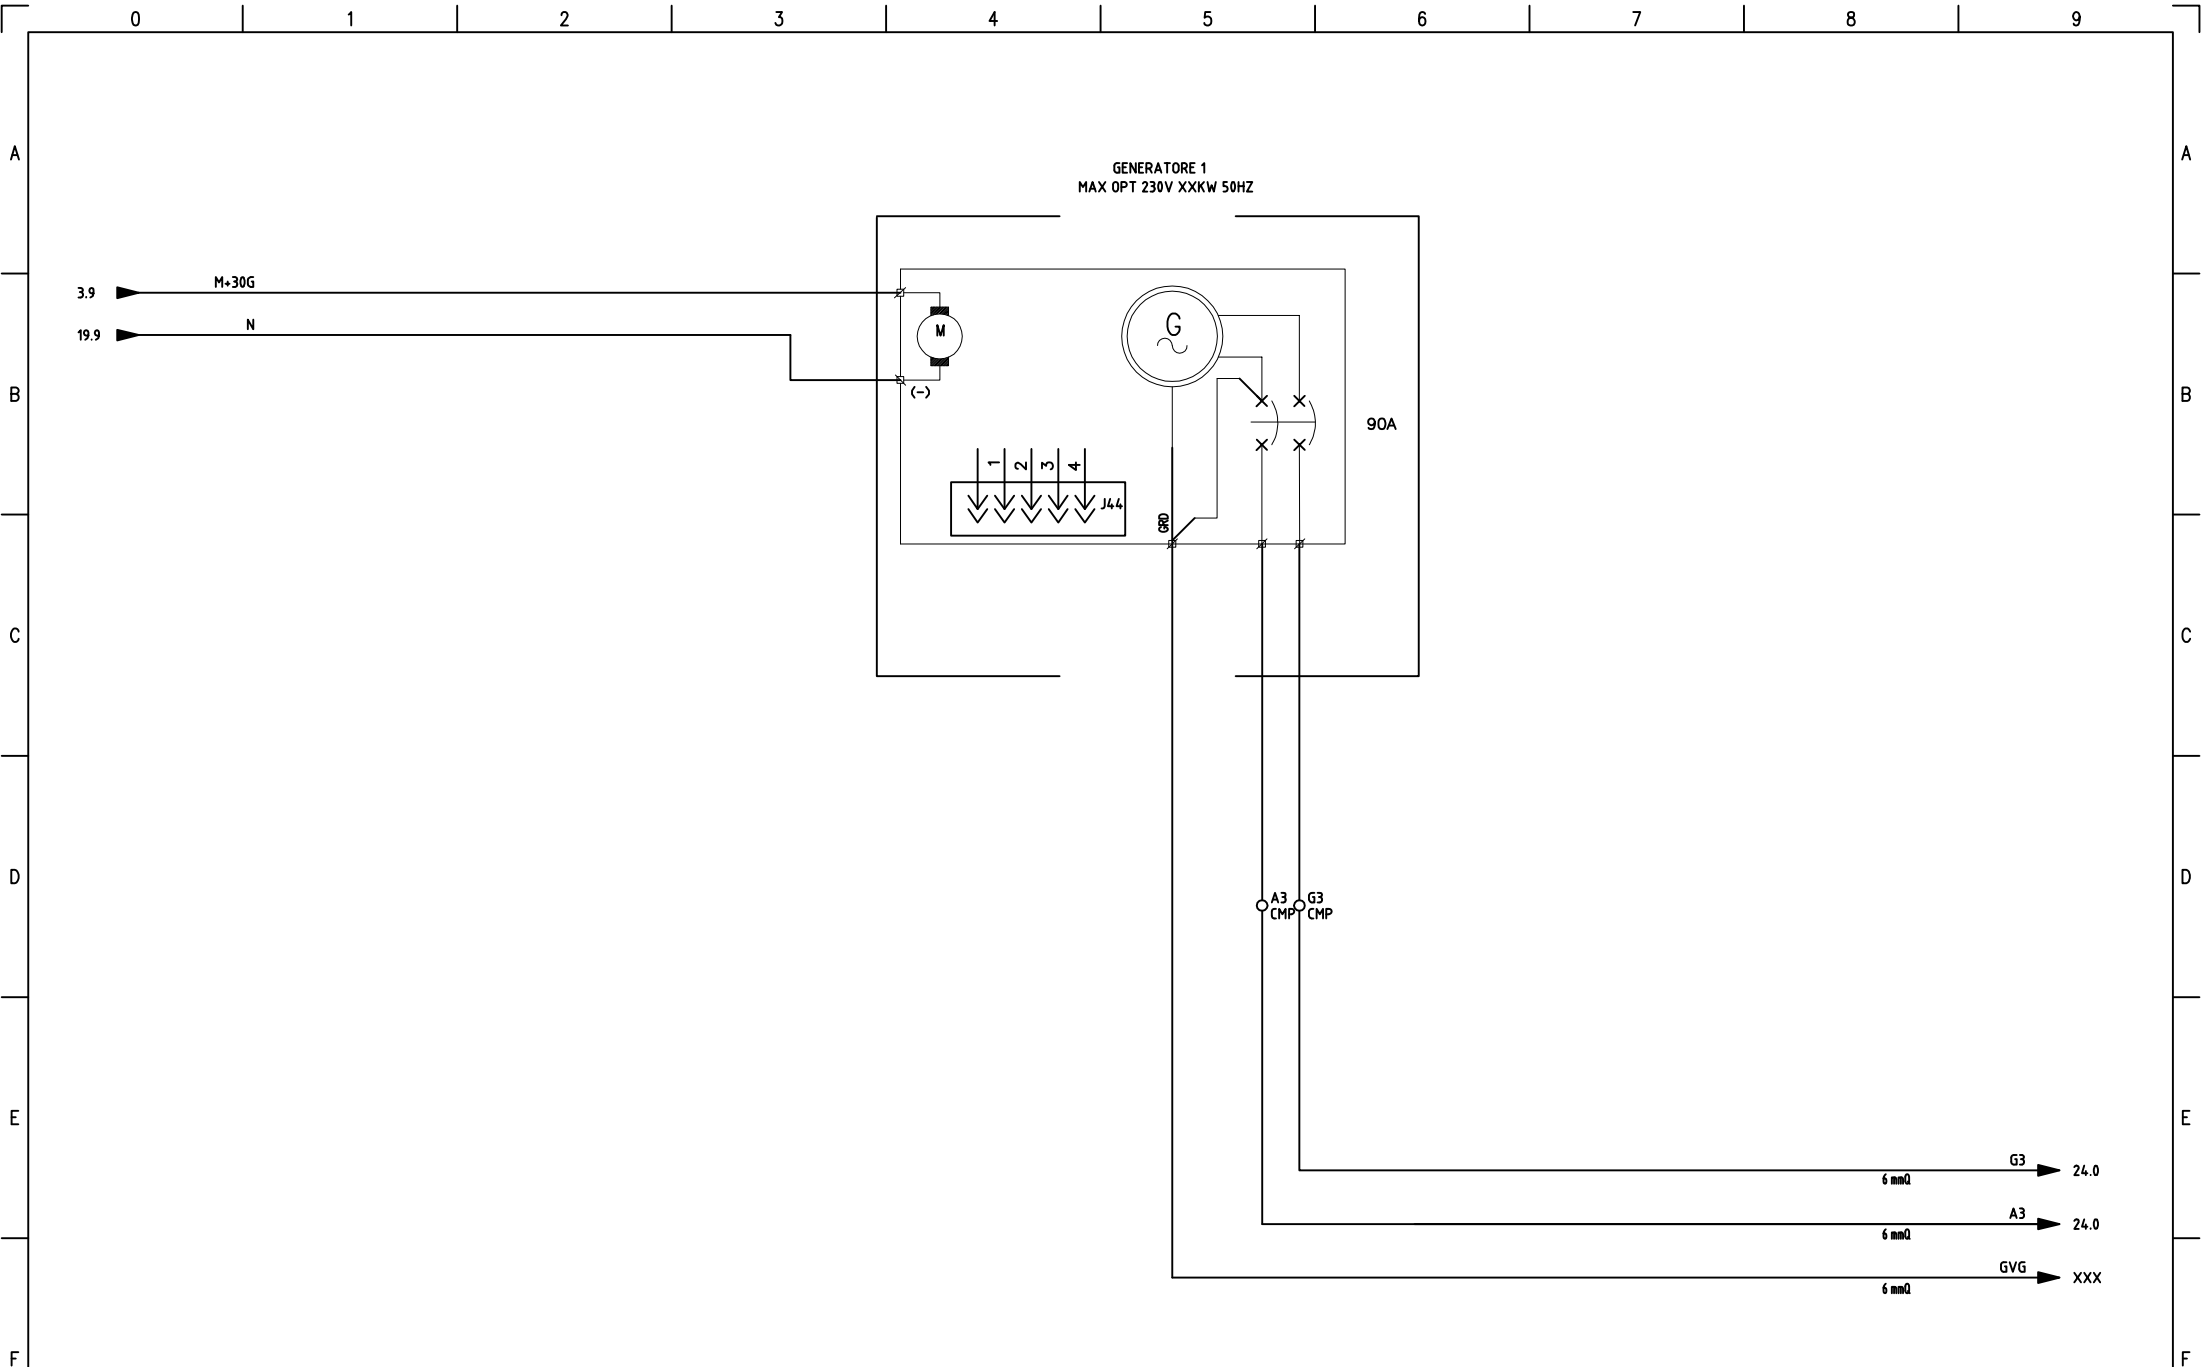 0 1 2 3 4 5 6 7 8 9
A A
GENERATORE 1
MAX OPT 230V XXKW 50HZ
3.9 M+30G
19.9 N
M
G
(-)
B B
90A
1 2 3 4
J44
GRD
C C
D D
A3 G3
CMP CMP
E E
G3 24.0
6 mmQ
A3 24.0
6 mmQ
GVG XXX
6 mmQ
F F